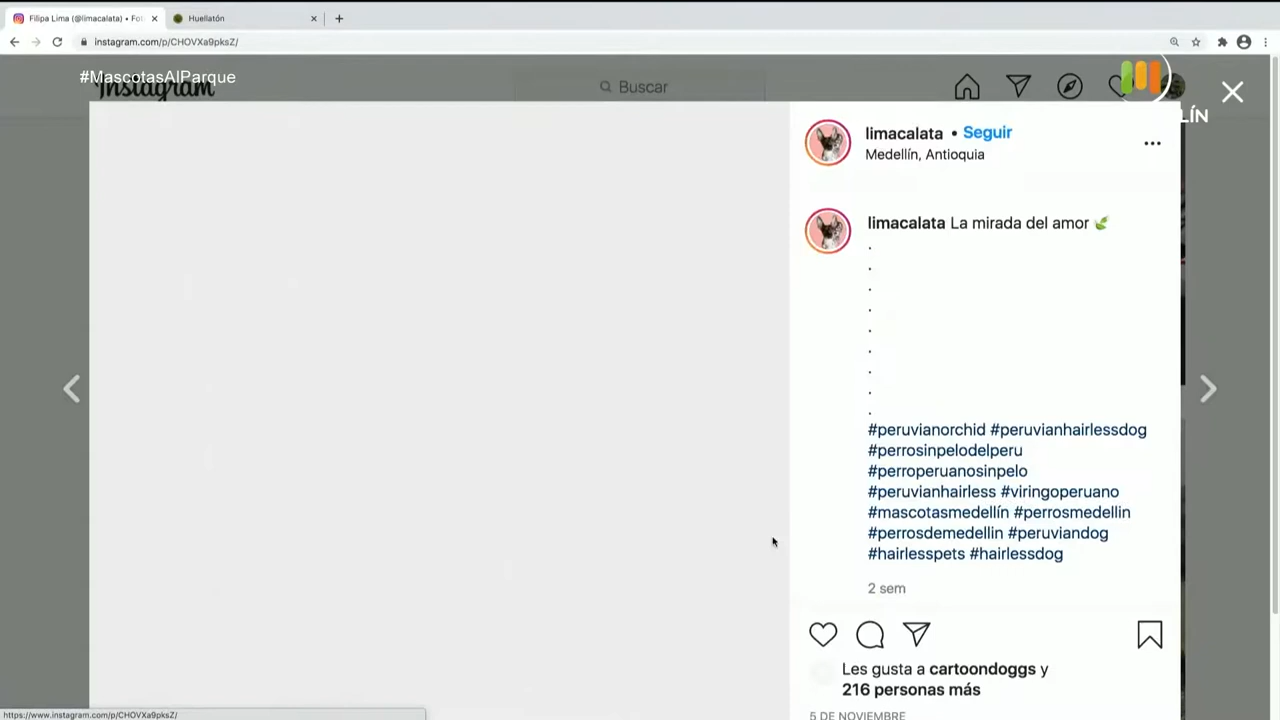 Filipa Lima (@limacalata) • Fot
Huellatón
instagram.com/p/CHOVXa9pksZ/
#MascotasAlParque
Instagram
Buscar
LÍN
limacalata • Seguir
Medellín, Antioquia
limacalata La mirada del amor
.
.
.
.
.
.
.
.
.
#peruvianorchid #peruvianhairlessdog
#perrosinpelodelperu
#perroperuanosinpelo
#peruvianhairless #viringoperuano
#mascotasmedellín #perrosmedellin
#perrosdemedellin #peruviandog
#hairlesspets #hairlessdog
2 sem
Les gusta a cartoondoggs y
216 personas más
5 DE NOVIEMBRE
https://www.instagram.com/p/CHOVXa9pksZ/